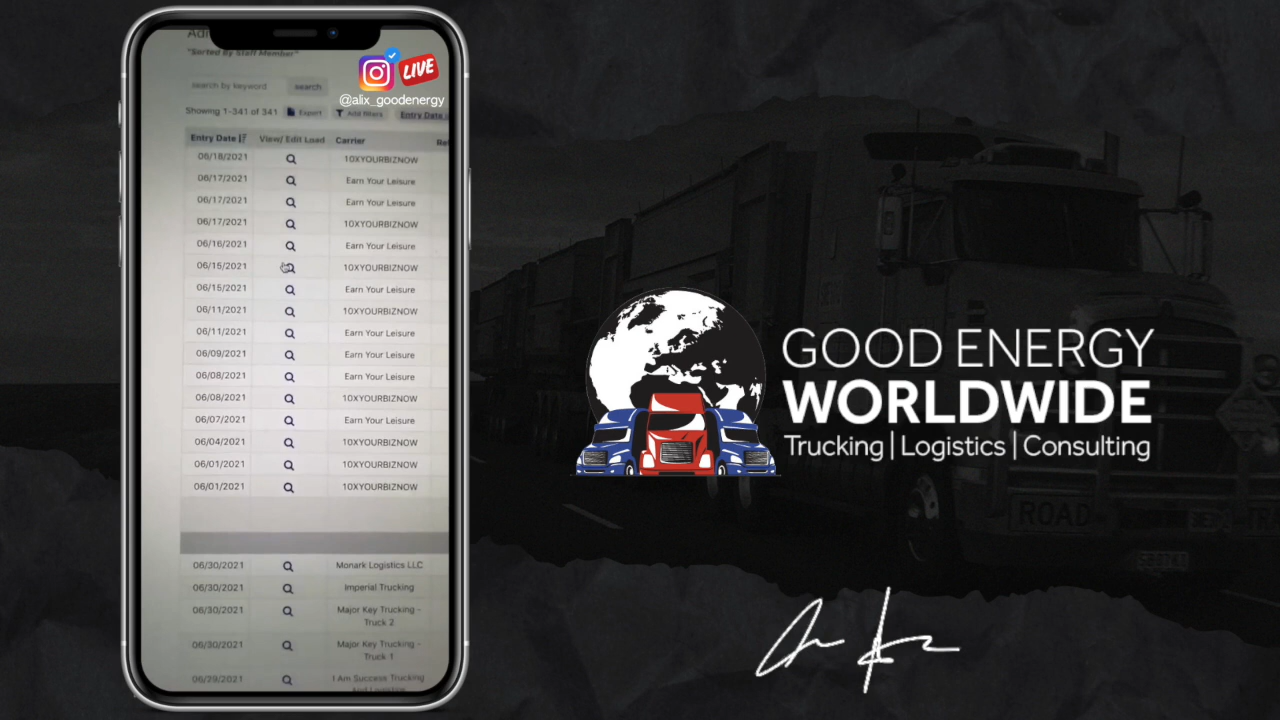 "Sorted By Staff Member"
LIVE
@alix_goodenergy
search by keyword search
Showing 1-341 of 341 Export Add filters Entry Date
Entry Date View/ Edit Load Carrier
06/18/2021 10XYOURBIZNOW
06/17/2021 Earn Your Leisure
06/17/2021 Earn Your Leisure
06/17/2021 10XYOURBIZNOW
06/16/2021 Earn Your Leisure
06/15/2021 10XYOURBIZNOW
06/15/2021 Earn Your Leisure
06/11/2021 10XYOURBIZNOW
06/11/2021 Earn Your Leisure
06/09/2021 Earn Your Leisure
06/08/2021 Earn Your Leisure
06/08/2021 10XYOURBIZNOW
06/07/2021 Earn Your Leisure
06/04/2021 10XYOURBIZNOW
06/01/2021 10XYOURBIZNOW
06/01/2021 10XYOURBIZNOW
06/30/2021 Monark Logistics LLC
06/30/2021 Imperial Trucking
06/30/2021 Major Key Trucking -
Truck 2
06/30/2021 Major Key Trucking -
Truck 1
06/29/2021 I Am Success Trucking
And Logistics
GOOD ENERGY
WORLDWIDE
Trucking | Logistics | Consulting
ROAD